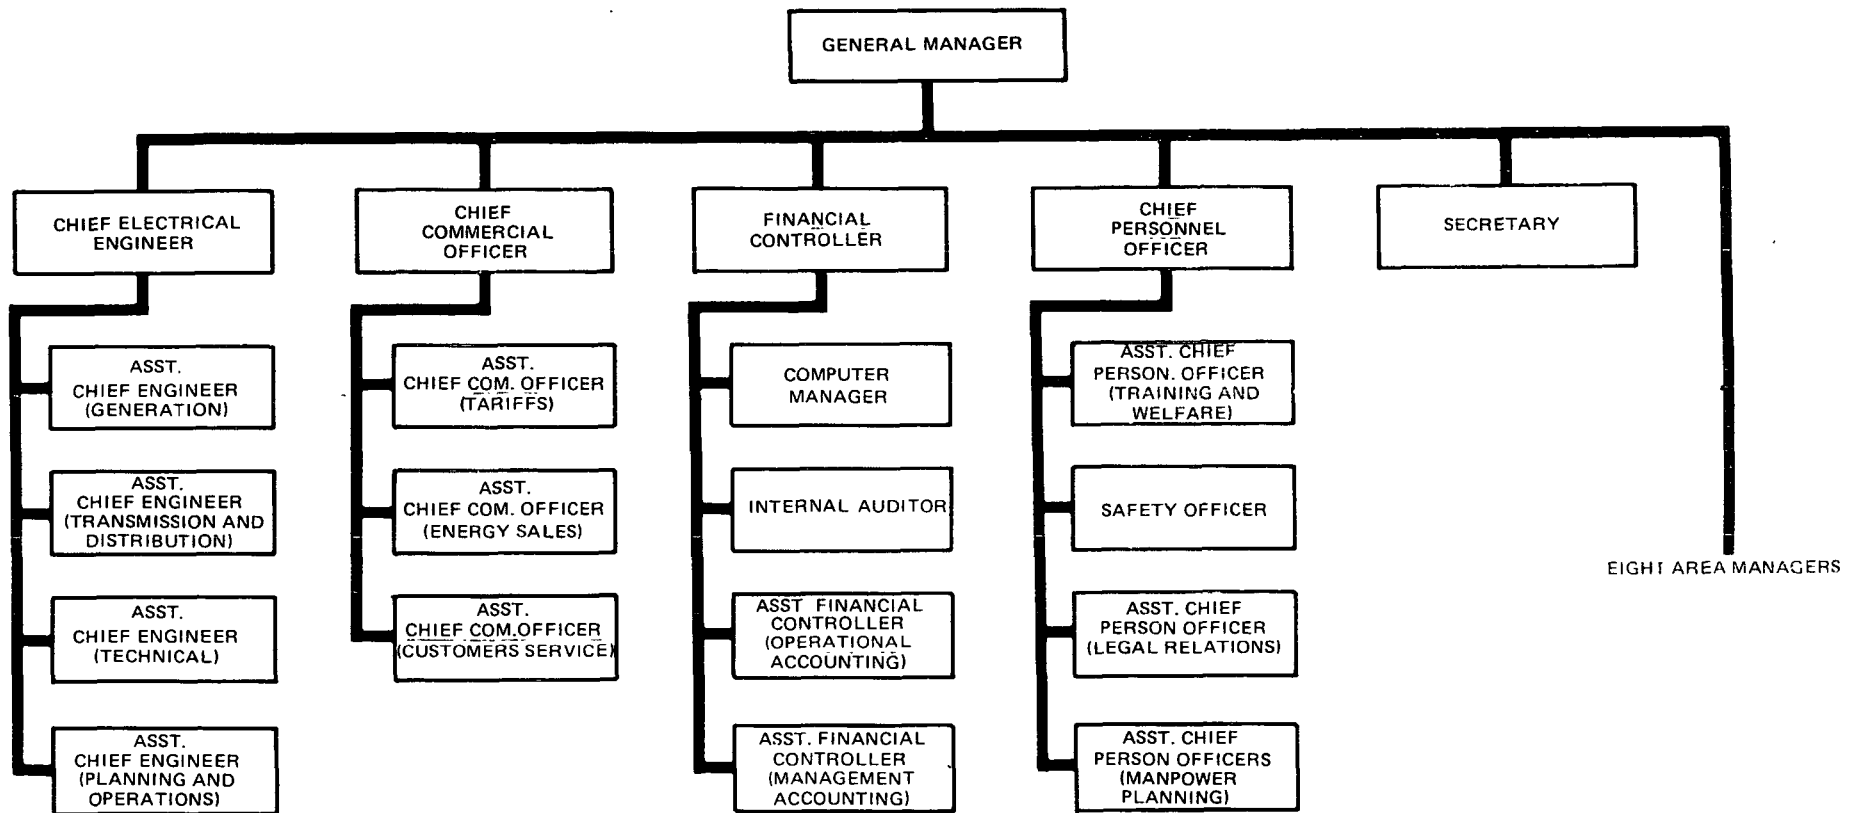 GENERAL MANAGER
CHIEF ELECTRICAL
ENGINEER
CHIEF
COMMERCIAL
OFFICER
FINANCIAL
CONTROLLER
CHIEF
PERSONNEL
OFFICER
SECRETARY
ASST.
CHIEF ENGINEER
(GENERATION)
ASST.
CHIEF ENGINEER
(TRANSMISSION AND
DISTRIBUTION)
ASST.
CHIEF ENGINEER
(TECHNICAL)
ASST.
CHIEF ENGINEER
(PLANNING AND
OPERATIONS)
ASST.
CHIEF COM. OFFICER
(TARIFFS)
ASST.
CHIEF COM. OFFICER
(ENERGY SALES)
ASST.
CHIEF COM.OFFICER
(CUSTOMERS SERVICE)
COMPUTER
MANAGER
INTERNAL AUDITOR
ASST FINANCIAL
CONTROLLER
(OPERATIONAL
ACCOUNTING)
ASST. FINANCIAL
CONTROLLER
(MANAGEMENT
ACCOUNTING)
ASST. CHIEF
PERSON. OFFICER
(TRAINING AND
WELFARE)
SAFETY OFFICER
ASST. CHIEF
PERSON OFFICER
(LEGAL RELATIONS)
ASST. CHIEF
PERSON OFFICERS
(MANPOWER
PLANNING)
EIGHT AREA MANAGERS